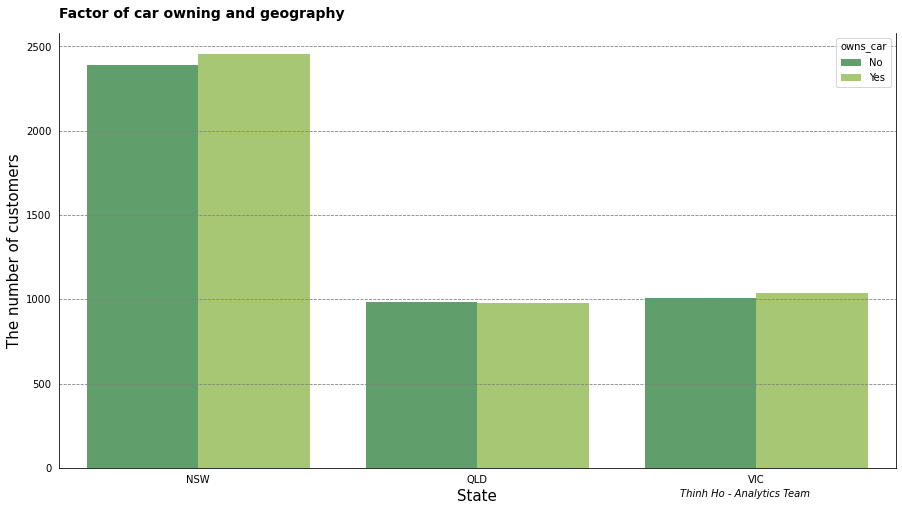 Factor of car owning and geography
2500
2000
1500
1000
500
0
The number of customers
owns_car
No
Yes
NSW
QLD
VIC
State
Thinh Ho - Analytics Team